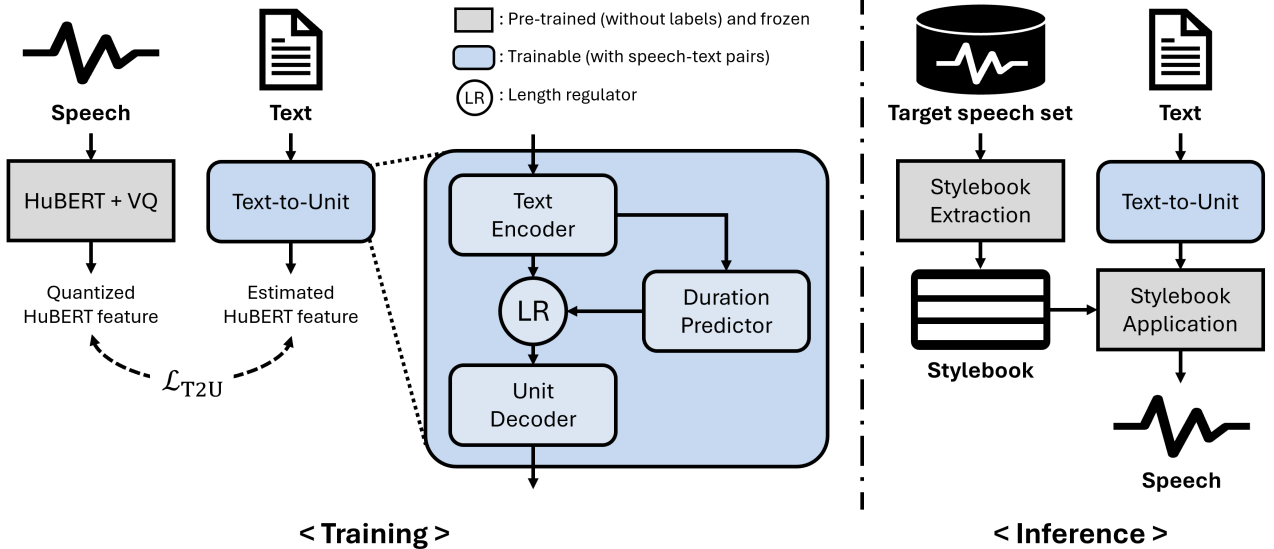 Speech
Text
HuBERT + VQ
Text-to-Unit
Quantized
HuBERT feature
Estimated
HuBERT feature
ℒT2U
: Pre-trained (without labels) and frozen
: Trainable (with speech-text pairs)
LR : Length regulator
Text
Encoder
LR
Duration
Predictor
Unit
Decoder
< Training >
Target speech set
Text
Stylebook
Extraction
Text-to-Unit
Stylebook
Application
Stylebook
Speech
< Inference >